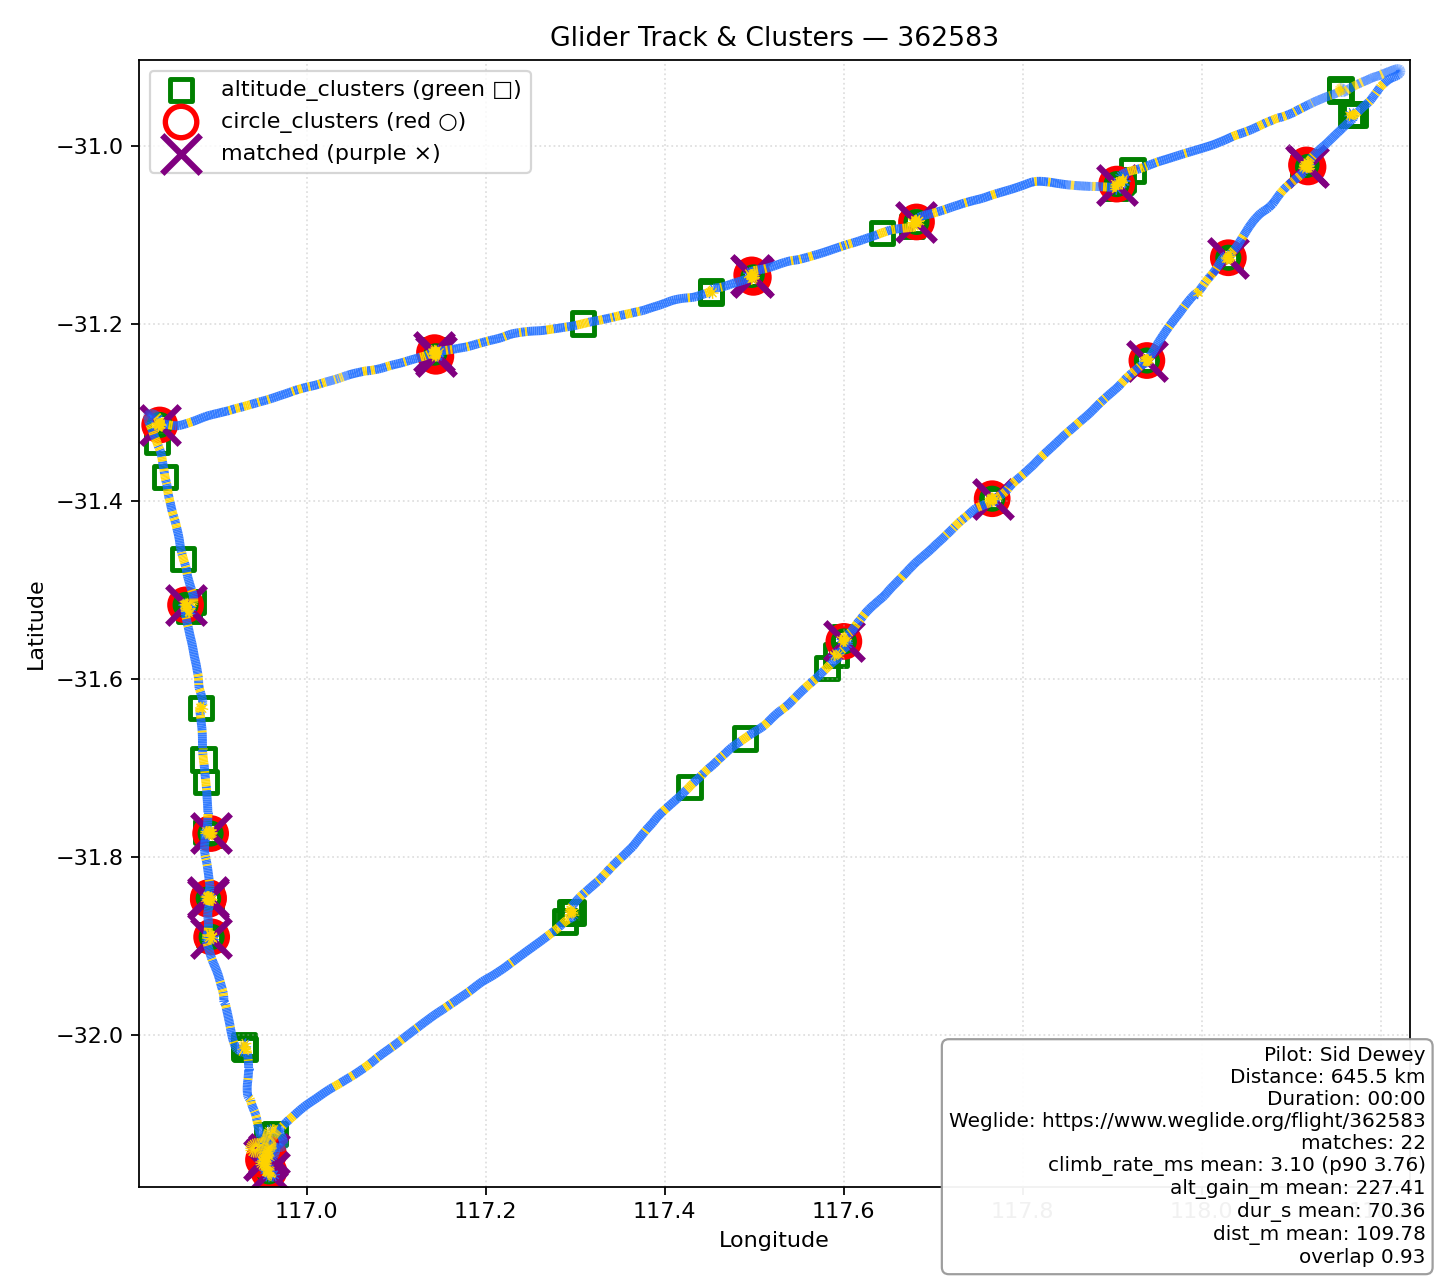 Glider Track & Clusters — 362583
altitude_clusters (green □)
circle_clusters (red ○)
matched (purple ×)
Latitude
−31.0
−31.2
−31.4
−31.6
−31.8
−32.0
117.0
117.2
117.4
117.6
117.8
118.0
Longitude
Pilot: Sid Dewey
Distance: 645.5 km
Duration: 00:00
Weglide: https://www.weglide.org/flight/362583
matches: 22
climb_rate_ms mean: 3.10 (p90 3.76)
alt_gain_m mean: 227.41
dur_s mean: 70.36
dist_m mean: 109.78
overlap 0.93